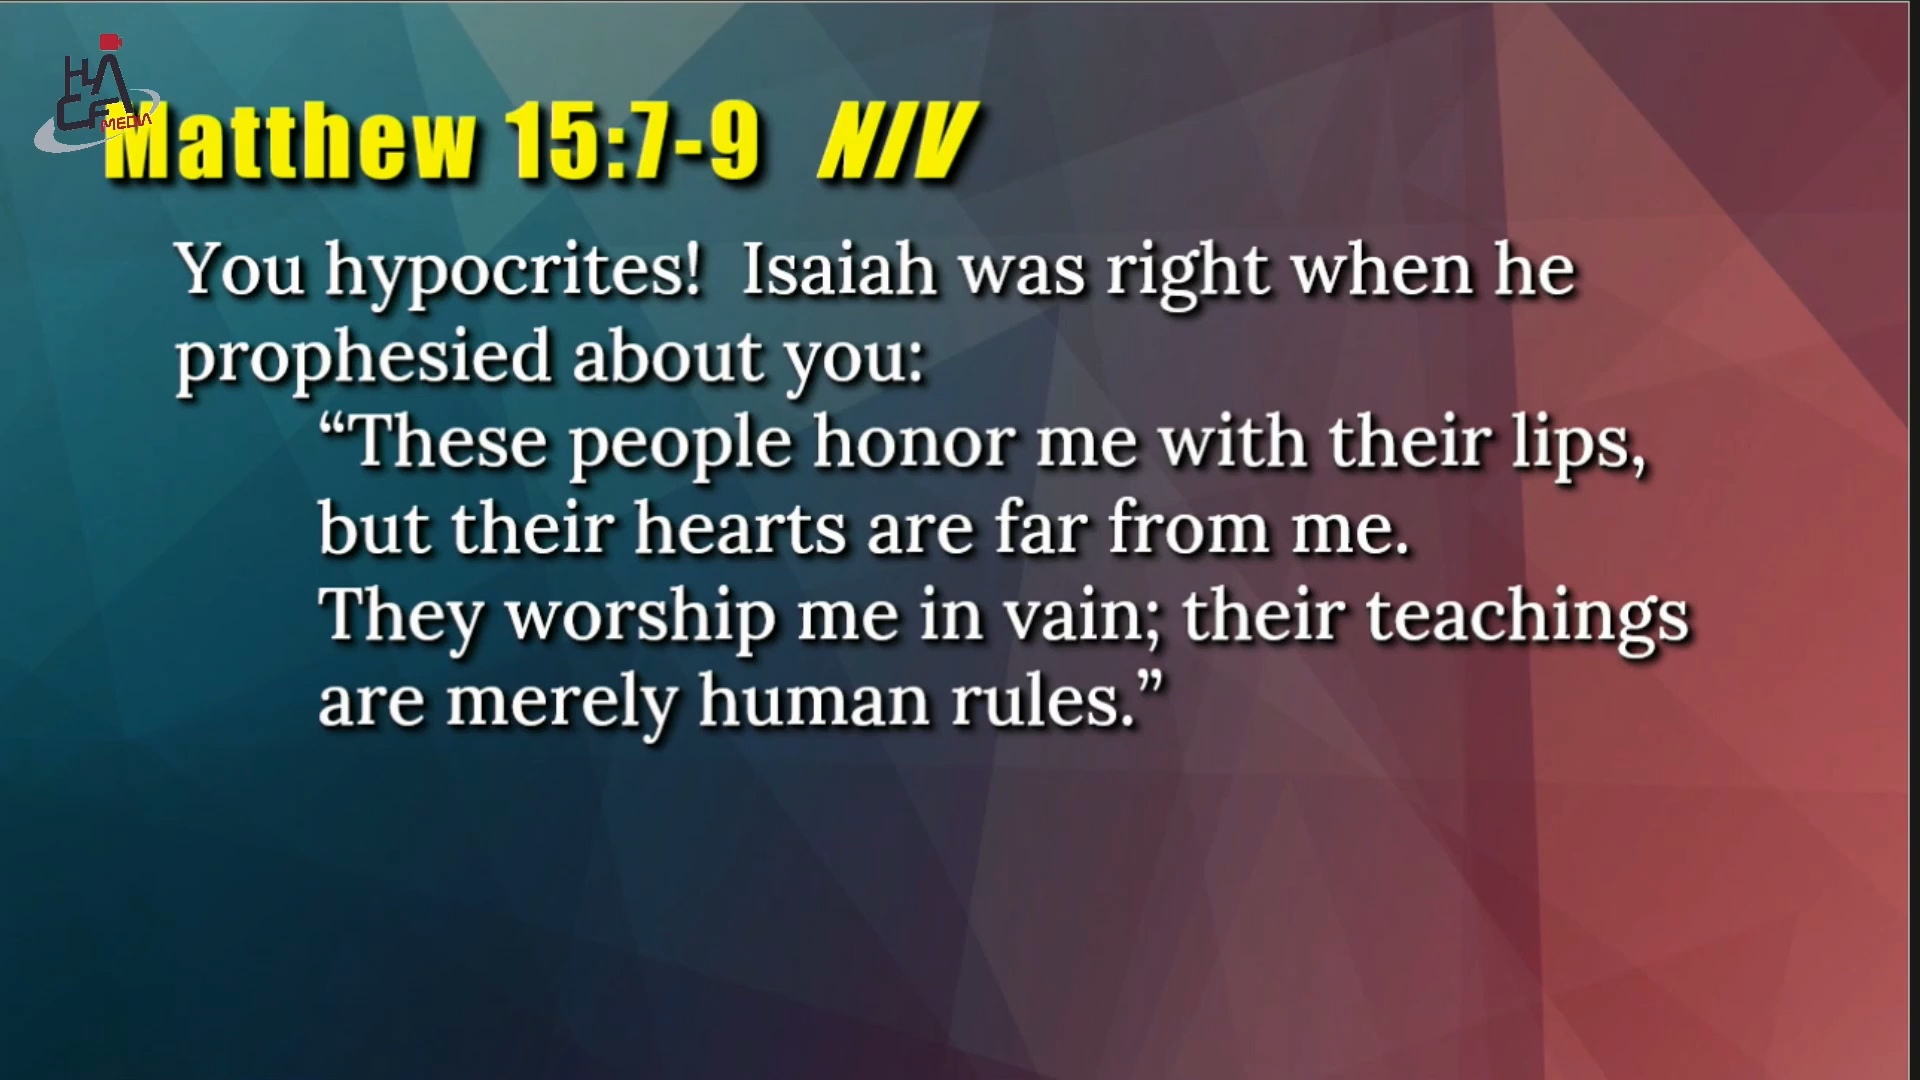 HACF
MEDIA
Matthew 15:7-9 NIV
You hypocrites! Isaiah was right when he
prophesied about you:
“These people honor me with their lips,
but their hearts are far from me.
They worship me in vain; their teachings
are merely human rules.”